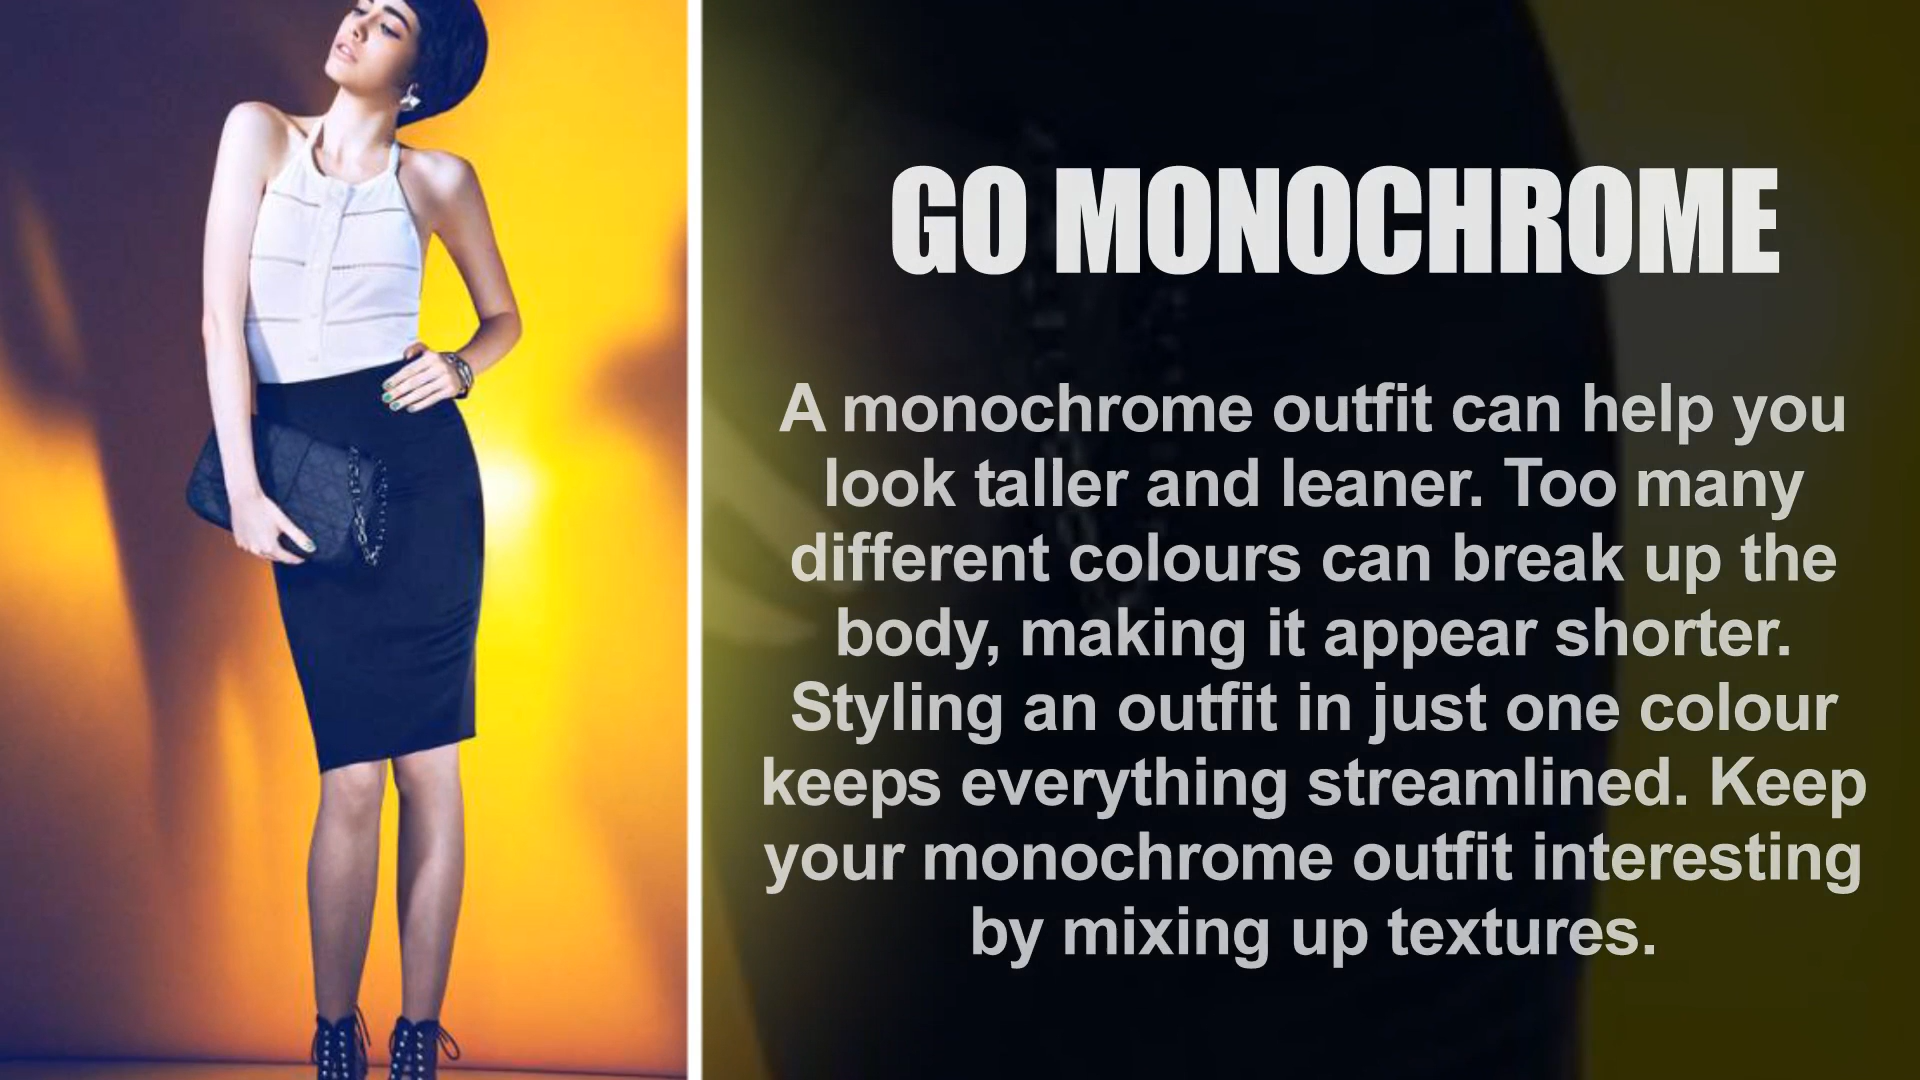 GO MONOCHROME
A monochrome outfit can help you
look taller and leaner. Too many
different colours can break up the
body, making it appear shorter.
Styling an outfit in just one colour
keeps everything streamlined. Keep
your monochrome outfit interesting
by mixing up textures.